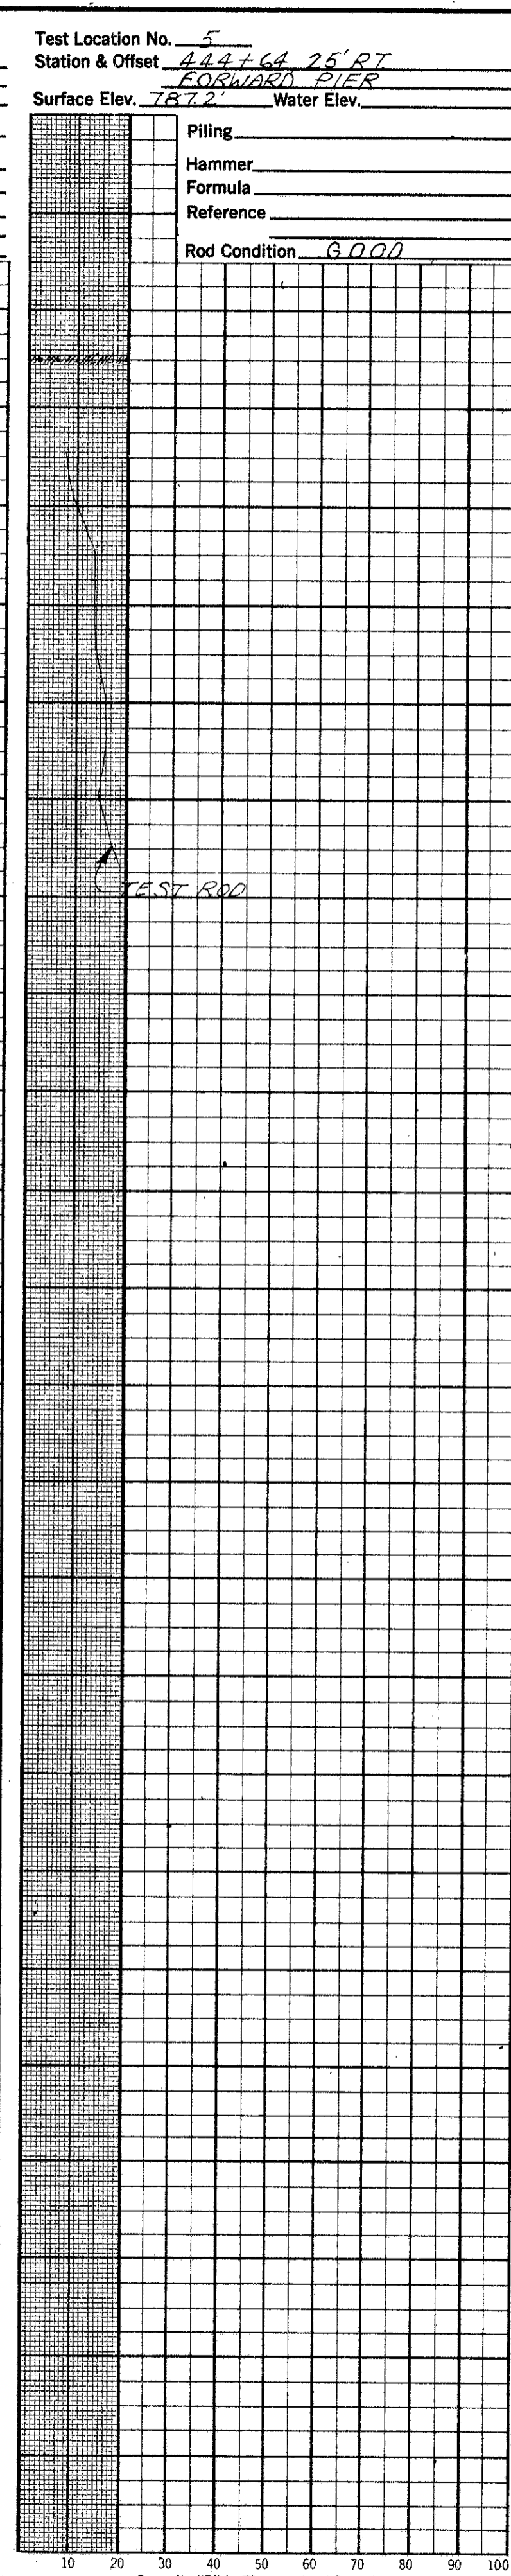 Test Location No. 5
Station & Offset 444+64 25' RT
FORWARD PIER
Surface Elev. 787.2' Water Elev.
Piling
Hammer
Formula
Reference
Rod Condition GOOD
TEST ROD
10 20 30 40 50 60 70 80 90 100